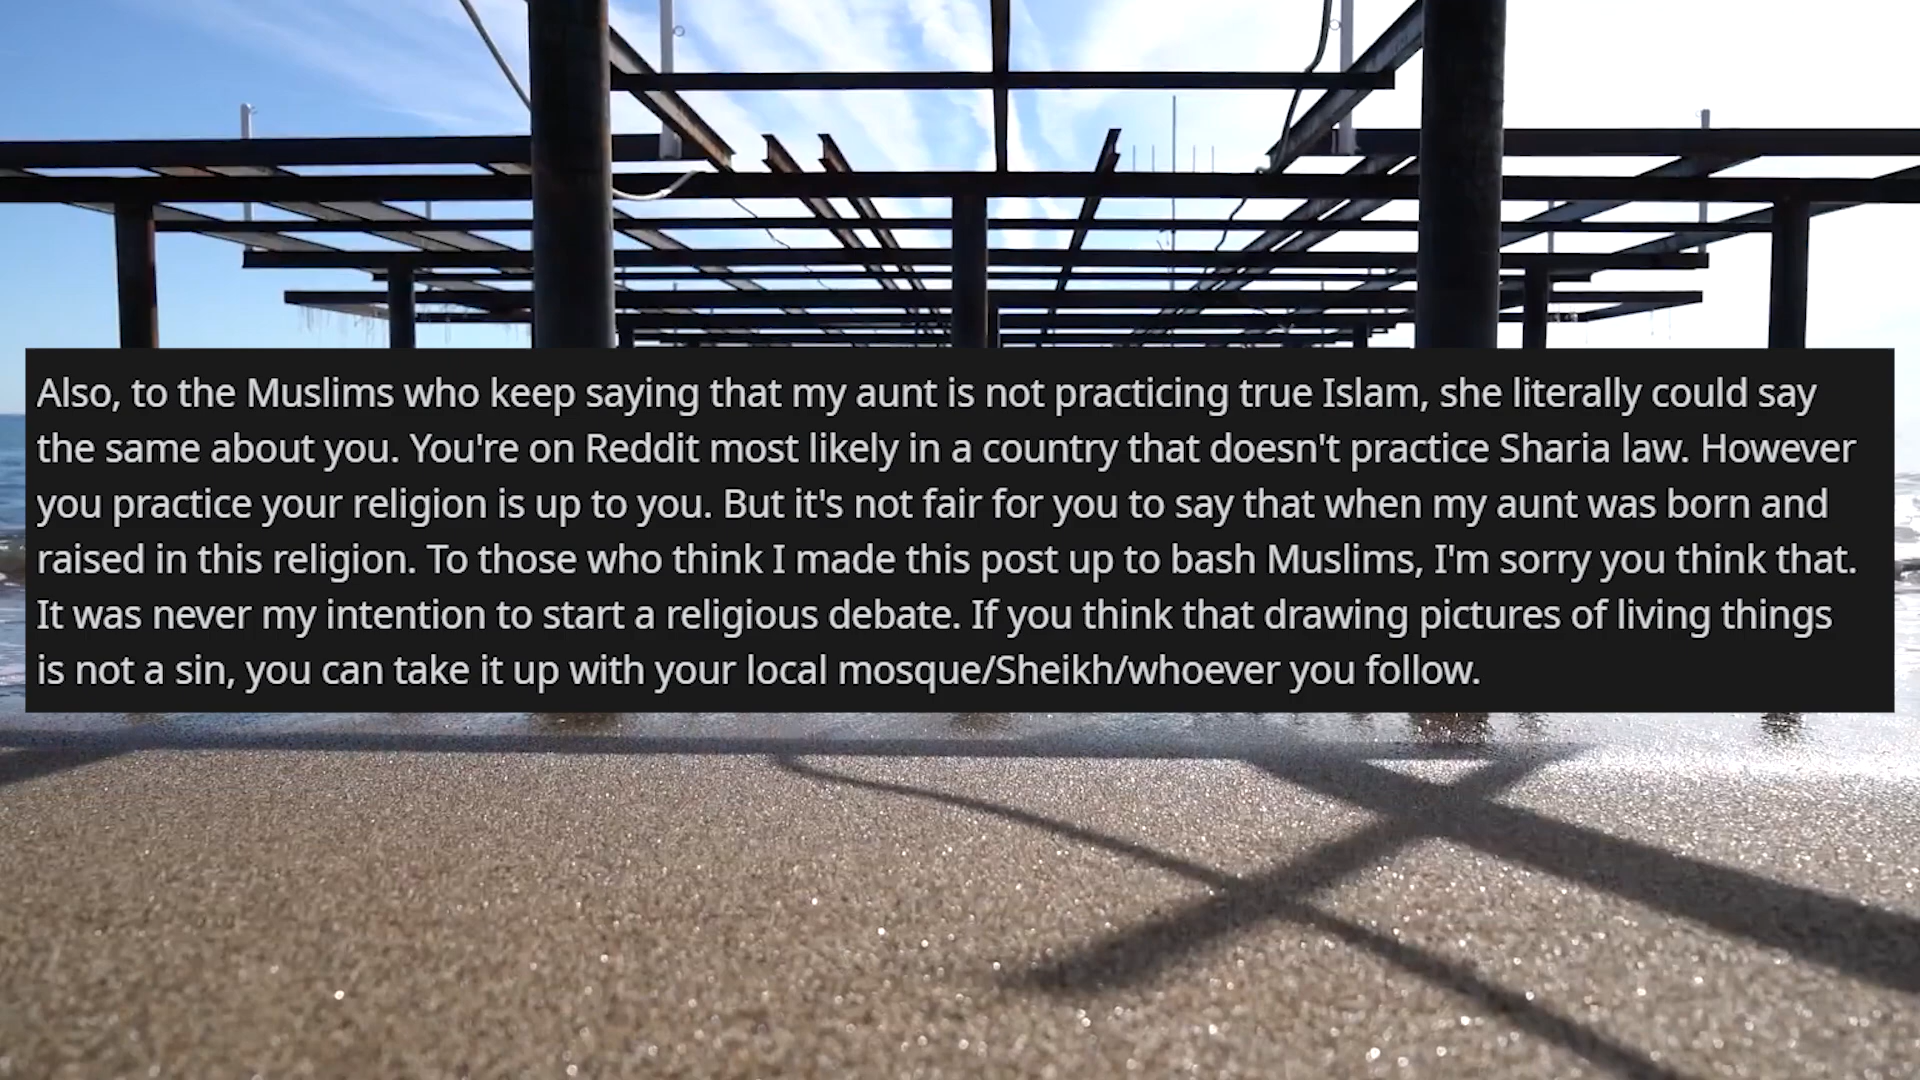 Also, to the Muslims who keep saying that my aunt is not practicing true Islam, she literally could say
the same about you. You're on Reddit most likely in a country that doesn't practice Sharia law. However
you practice your religion is up to you. But it's not fair for you to say that when my aunt was born and
raised in this religion. To those who think I made this post up to bash Muslims, I'm sorry you think that.
It was never my intention to start a religious debate. If you think that drawing pictures of living things
is not a sin, you can take it up with your local mosque/Sheikh/whoever you follow.